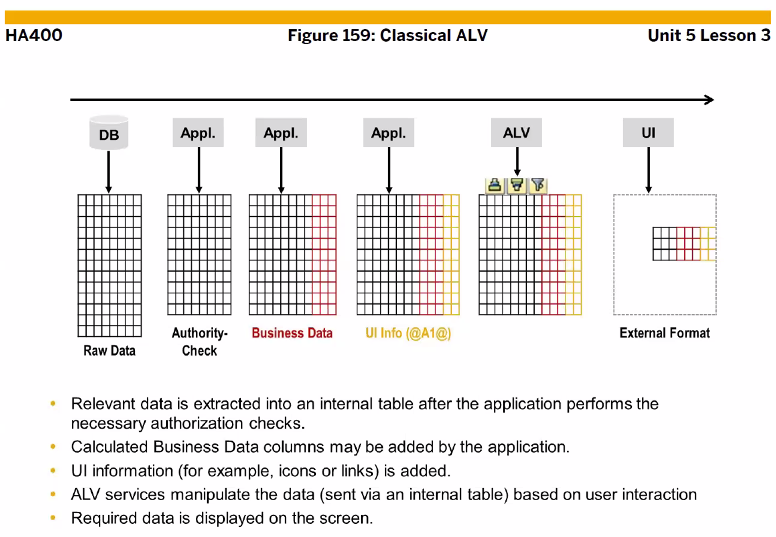 HA400
Figure 159: Classical ALV
Unit 5 Lesson 3
DB
Appl.
Appl.
Appl.
ALV
UI
Raw Data
Authority-
Check
Business Data
UI Info (@A1@)
External Format
• Relevant data is extracted into an internal table after the application performs the
necessary authorization checks.
• Calculated Business Data columns may be added by the application.
• UI information (for example, icons or links) is added.
• ALV services manipulate the data (sent via an internal table) based on user interaction
• Required data is displayed on the screen.